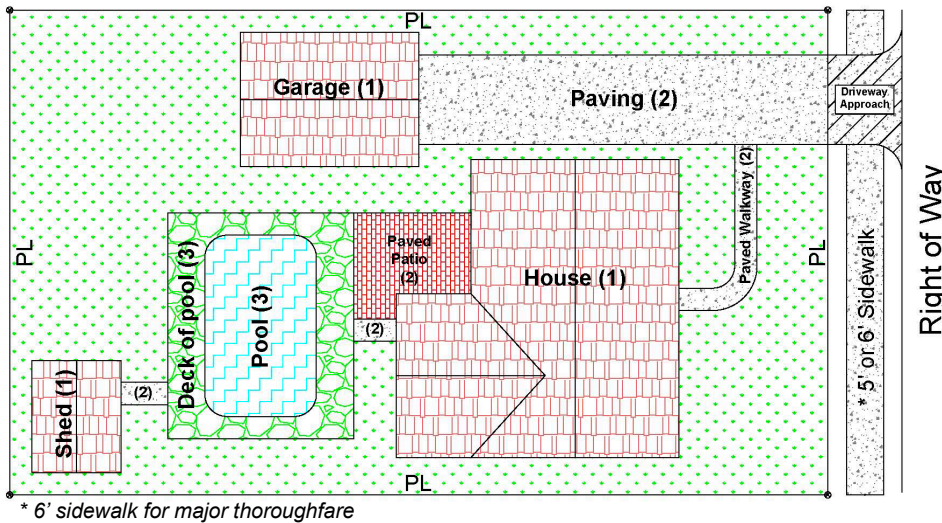 PL
Garage (1)
Paving (2)
Driveway
Approach
PL
Deck of pool (3)
Pool (3)
Paved
Patio
(2)
(2)
House (1)
Paved Walkway (2)
PL
* 5' or 6' Sidewalk
Right of Way
Shed (1)
(2)
PL
* 6' sidewalk for major thoroughfare